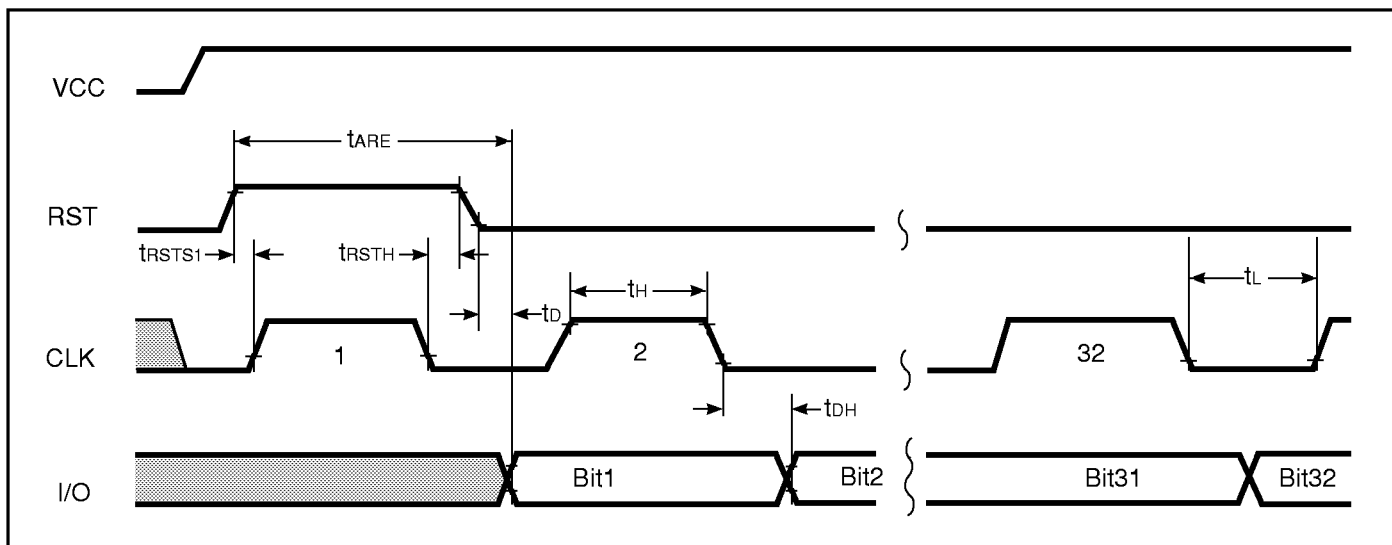 VCC
tARE
RST
tRSTS1 tRSTH
tH tL
tD
CLK 1 2 32
tDH
I/O Bit1 Bit2 Bit31 Bit32